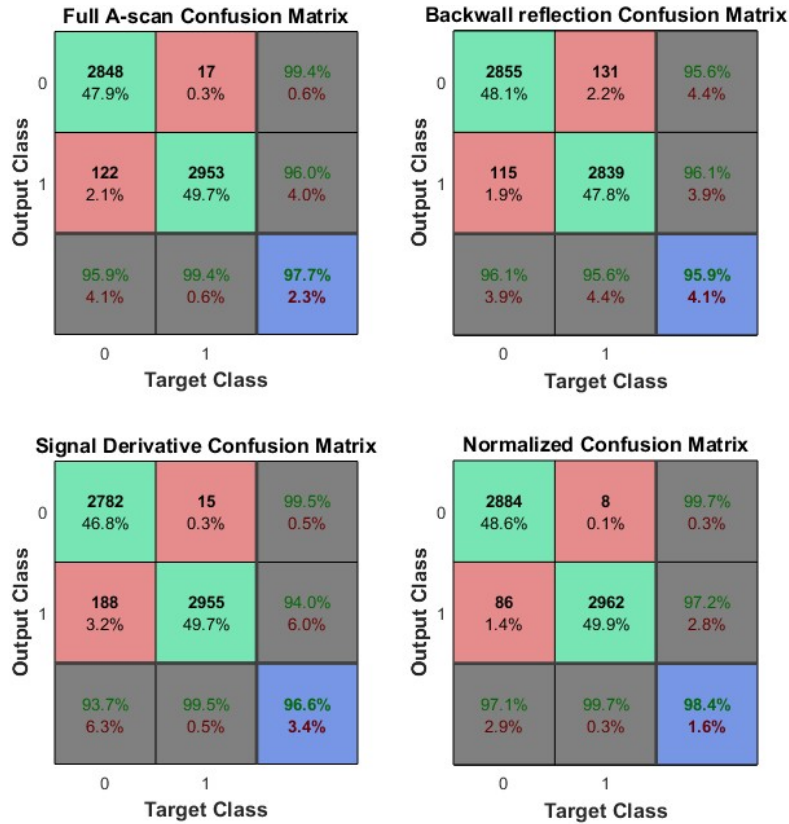 Full A-scan Confusion Matrix
2848 17 99.4%
0
47.9% 0.3% 0.6%
122 2953 96.0%
1
2.1% 49.7% 4.0%
95.9% 99.4% 97.7%
4.1% 0.6% 2.3%
0 1
Target Class
Output Class
Backwall reflection Confusion Matrix
2855 131 95.6%
0
48.1% 2.2% 4.4%
115 2839 96.1%
1
1.9% 47.8% 3.9%
96.1% 95.6% 95.9%
3.9% 4.4% 4.1%
0 1
Target Class
Output Class
Signal Derivative Confusion Matrix
2782 15 99.5%
0
46.8% 0.3% 0.5%
188 2955 94.0%
1
3.2% 49.7% 6.0%
93.7% 99.5% 96.6%
6.3% 0.5% 3.4%
0 1
Target Class
Output Class
Normalized Confusion Matrix
2884 8 99.7%
0
48.6% 0.1% 0.3%
86 2962 97.2%
1
1.4% 49.9% 2.8%
97.1% 99.7% 98.4%
2.9% 0.3% 1.6%
0 1
Target Class
Output Class